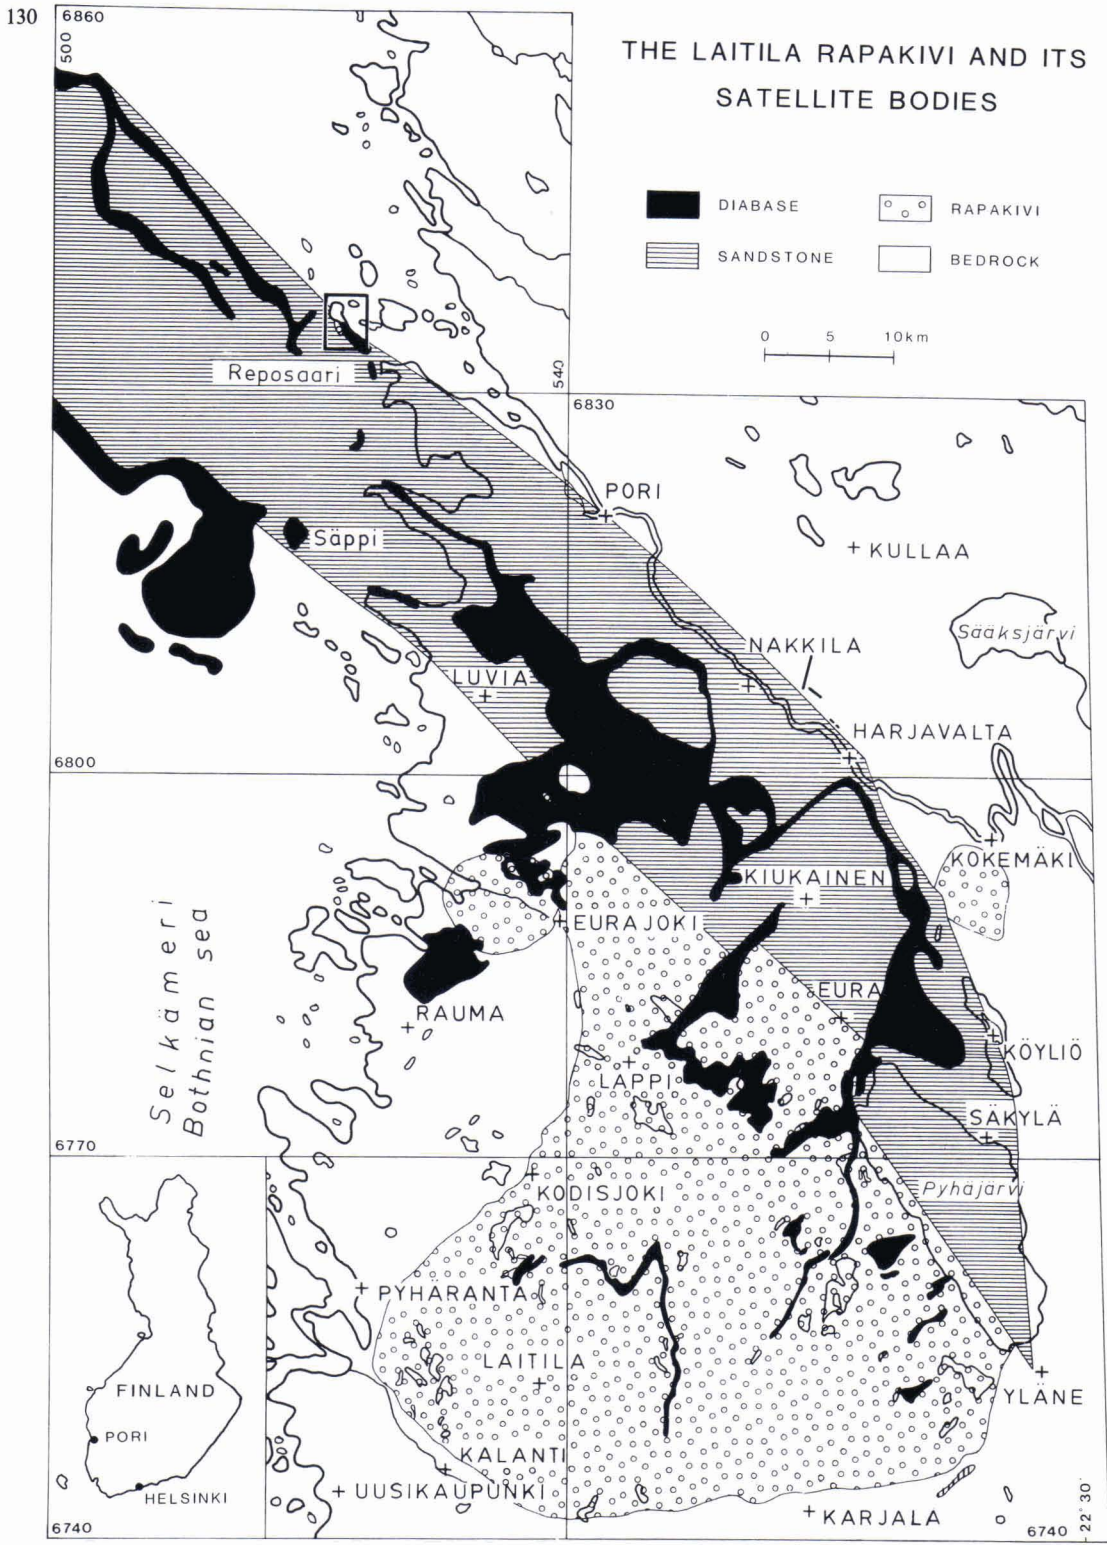 130
6860
500
THE LAITILA RAPAKIVI AND ITS
SATELLITE BODIES
DIABASE
RAPAKIVI
SANDSTONE
BEDROCK
0 5 10km
Reposaari
540
6830
PORI
Säppi
+ KULLAA
Sääksjärvi
NAKKILA
LUVIA
HARJAVALTA
6800
KOKEMÄKI
KIUKAINEN
EURAJOKI
Selkämeri
Bothnian sea
EURA
RAUMA
KÖYLIÖ
LAPPI
SÄKYLÄ
6770
Pyhäjärvi
KODISJOKI
+ PYHÄRANTA
LAITILA
FINLAND
YLÄNE
PORI
KALANTI
HELSINKI
+ UUSIKAUPUNKI
+ KARJALA
22°30'
6740
6740